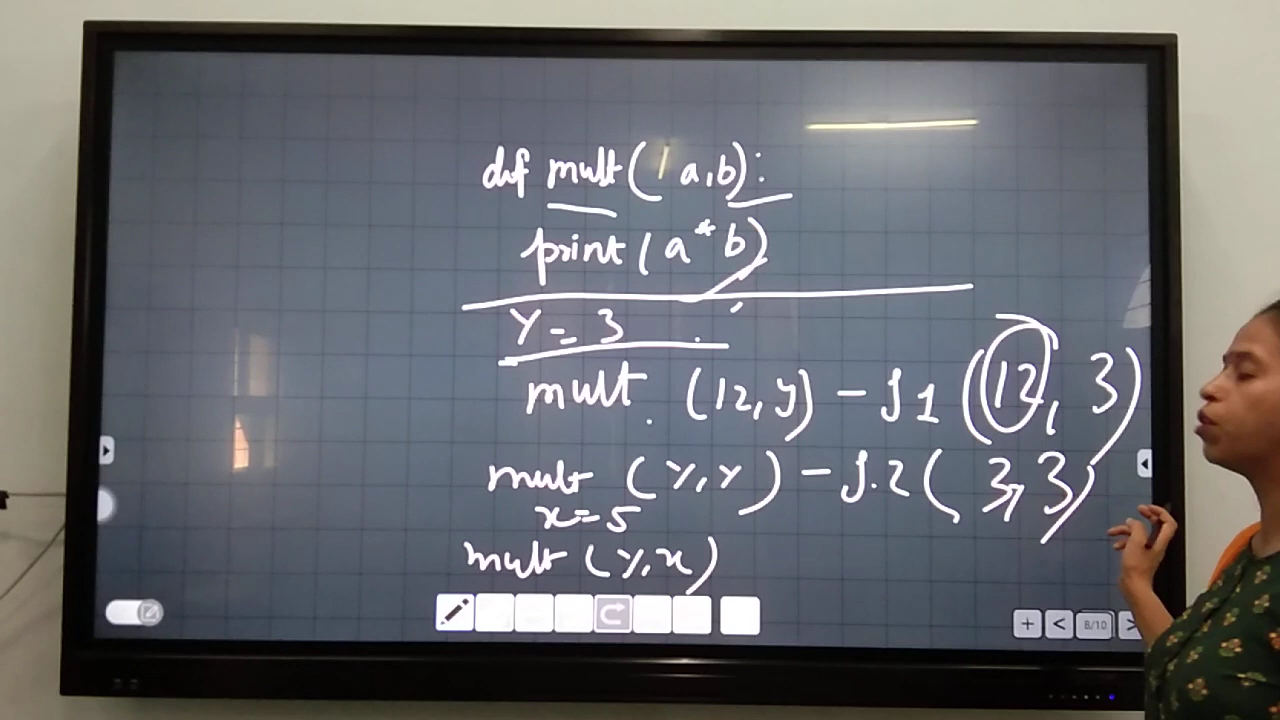 def mult( a,b):
print( a*b)
Y = 3
mult (12,y) - f1 (12, 3)
mult (y,y) - f.2 ( 3,3)
x = 5
mult (y,x)
+ < 8/10 >